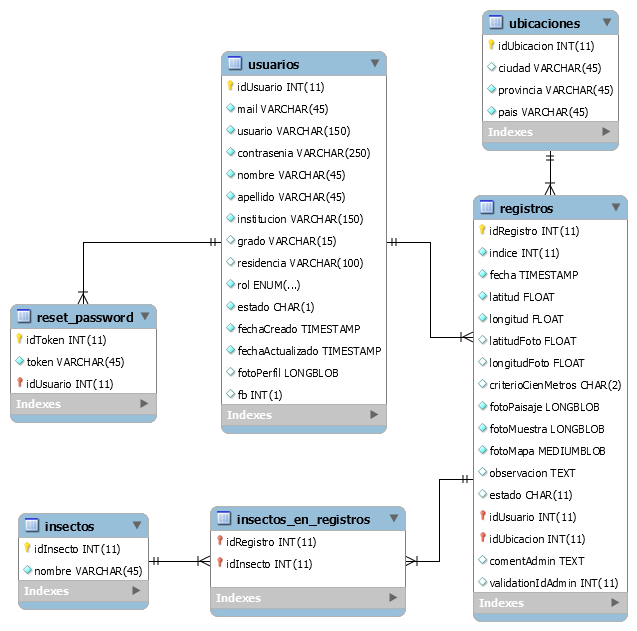 usuarios
idUsuario INT(11)
mail VARCHAR(45)
usuario VARCHAR(150)
contrasenia VARCHAR(250)
nombre VARCHAR(45)
apellido VARCHAR(45)
institucion VARCHAR(150)
grado VARCHAR(15)
residencia VARCHAR(100)
rol ENUM(...)
estado CHAR(1)
fechaCreado TIMESTAMP
fechaActualizado TIMESTAMP
fotoPerfil LONGBLOB
fb INT(1)
Indexes
ubicaciones
idUbicacion INT(11)
ciudad VARCHAR(45)
provincia VARCHAR(45)
pais VARCHAR(45)
Indexes
registros
idRegistro INT(11)
indice INT(11)
fecha TIMESTAMP
latitud FLOAT
longitud FLOAT
latitudFoto FLOAT
longitudFoto FLOAT
criterioCienMetros CHAR(2)
fotoPaisaje LONGBLOB
fotoMuestra LONGBLOB
fotoMapa MEDIUMBLOB
observacion TEXT
estado CHAR(11)
idUsuario INT(11)
idUbicacion INT(11)
comentAdmin TEXT
validationIdAdmin INT(11)
Indexes
reset_password
idToken INT(11)
token VARCHAR(45)
idUsuario INT(11)
Indexes
insectos
idInsecto INT(11)
nombre VARCHAR(45)
Indexes
insectos_en_registros
idRegistro INT(11)
idInsecto INT(11)
Indexes